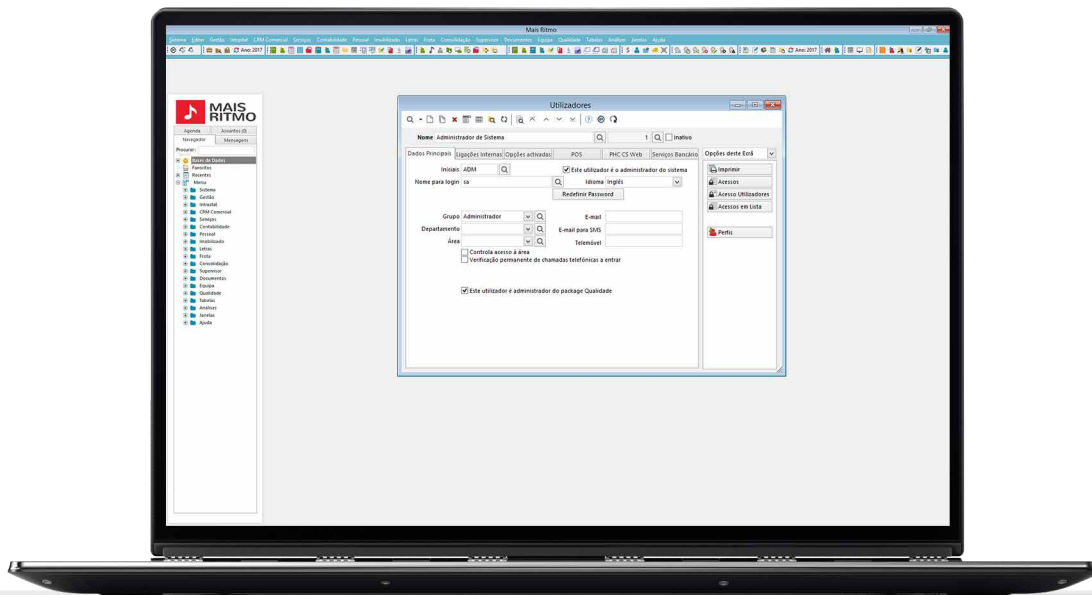 Mais Ritmo
Sistema Editar Gestão Intrastat CRM Comercial Serviços Contabilidade Pessoal Imobilizado Letras Frota Consolidação Supervisor Documentos Equipa Qualidade Tabelas Análises Janelas Ajuda
Ano: 2017 Ano: 2017
MAIS
RITMO
Agenda Assuntos (0)
Navegador Mensagens
Procurar:
Bases de Dados
Favoritos
Recentes
Menu
Sistema
Gestão
Intrastat
CRM Comercial
Serviços
Contabilidade
Pessoal
Imobilizado
Letras
Frota
Consolidação
Supervisor
Documentos
Equipa
Qualidade
Tabelas
Análises
Janelas
Ajuda
Utilizadores
Nome Administrador de Sistema 1 Inativo
Dados Principais Ligações Internas Opções activadas POS PHC CS Web Serviços Bancário
Opções deste Ecrã
Iniciais ADM Este utilizador é o administrador do sistema
Nome para login sa Idioma Inglês
Redefinir Password
Grupo Administrador E-mail
Departamento E-mail para SMS
Área Telemóvel
Controla acesso à área
Verificação permanente de chamadas telefónicas a entrar
Este utilizador é administrador do package Qualidade
Imprimir
Acessos
Acesso Utilizadores
Acessos em Lista
Perfis